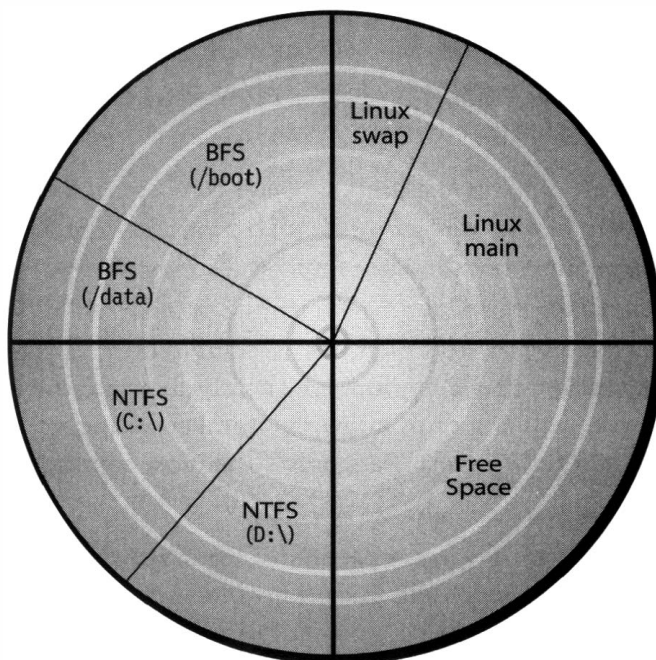 Linux
swap
BFS
(/boot)
Linux
main
BFS
(/data)
NTFS
(C:\)
Free
Space
NTFS
(D:\)